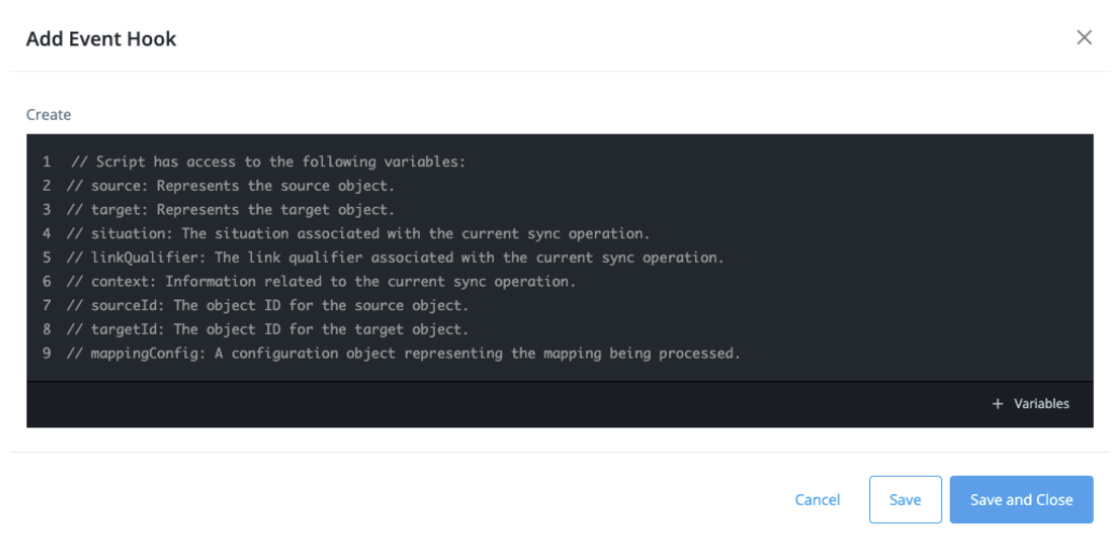 Add Event Hook
Create
1 // Script has access to the following variables:
2 // source: Represents the source object.
3 // target: Represents the target object.
4 // situation: The situation associated with the current sync operation.
5 // linkQualifier: The link qualifier associated with the current sync operation.
6 // context: Information related to the current sync operation.
7 // sourceId: The object ID for the source object.
8 // targetId: The object ID for the target object.
9 // mappingConfig: A configuration object representing the mapping being processed.
+ Variables
Cancel Save Save and Close